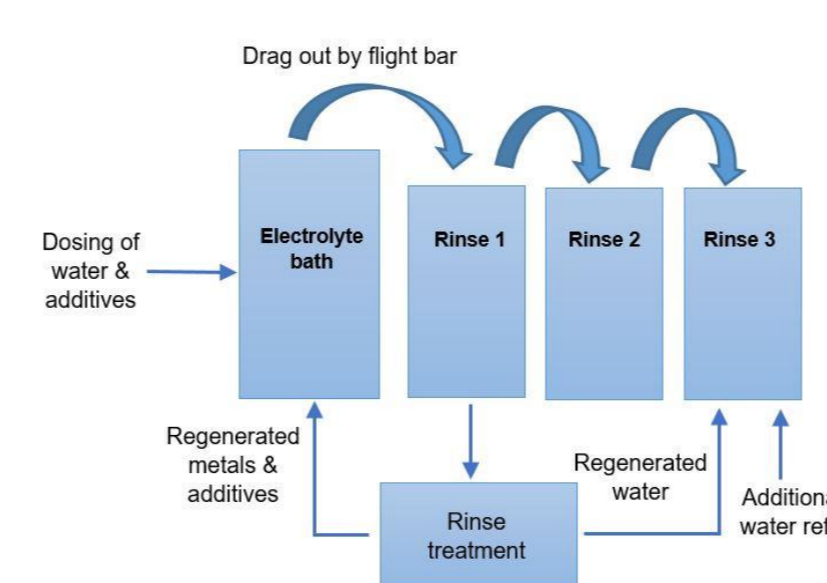 Drag out by flight bar
Electrolyte
bath
Rinse 1
Rinse 2
Rinse 3
Dosing of
water &
additives
Regenerated
metals &
additives
Rinse
treatment
Regenerated
water
water